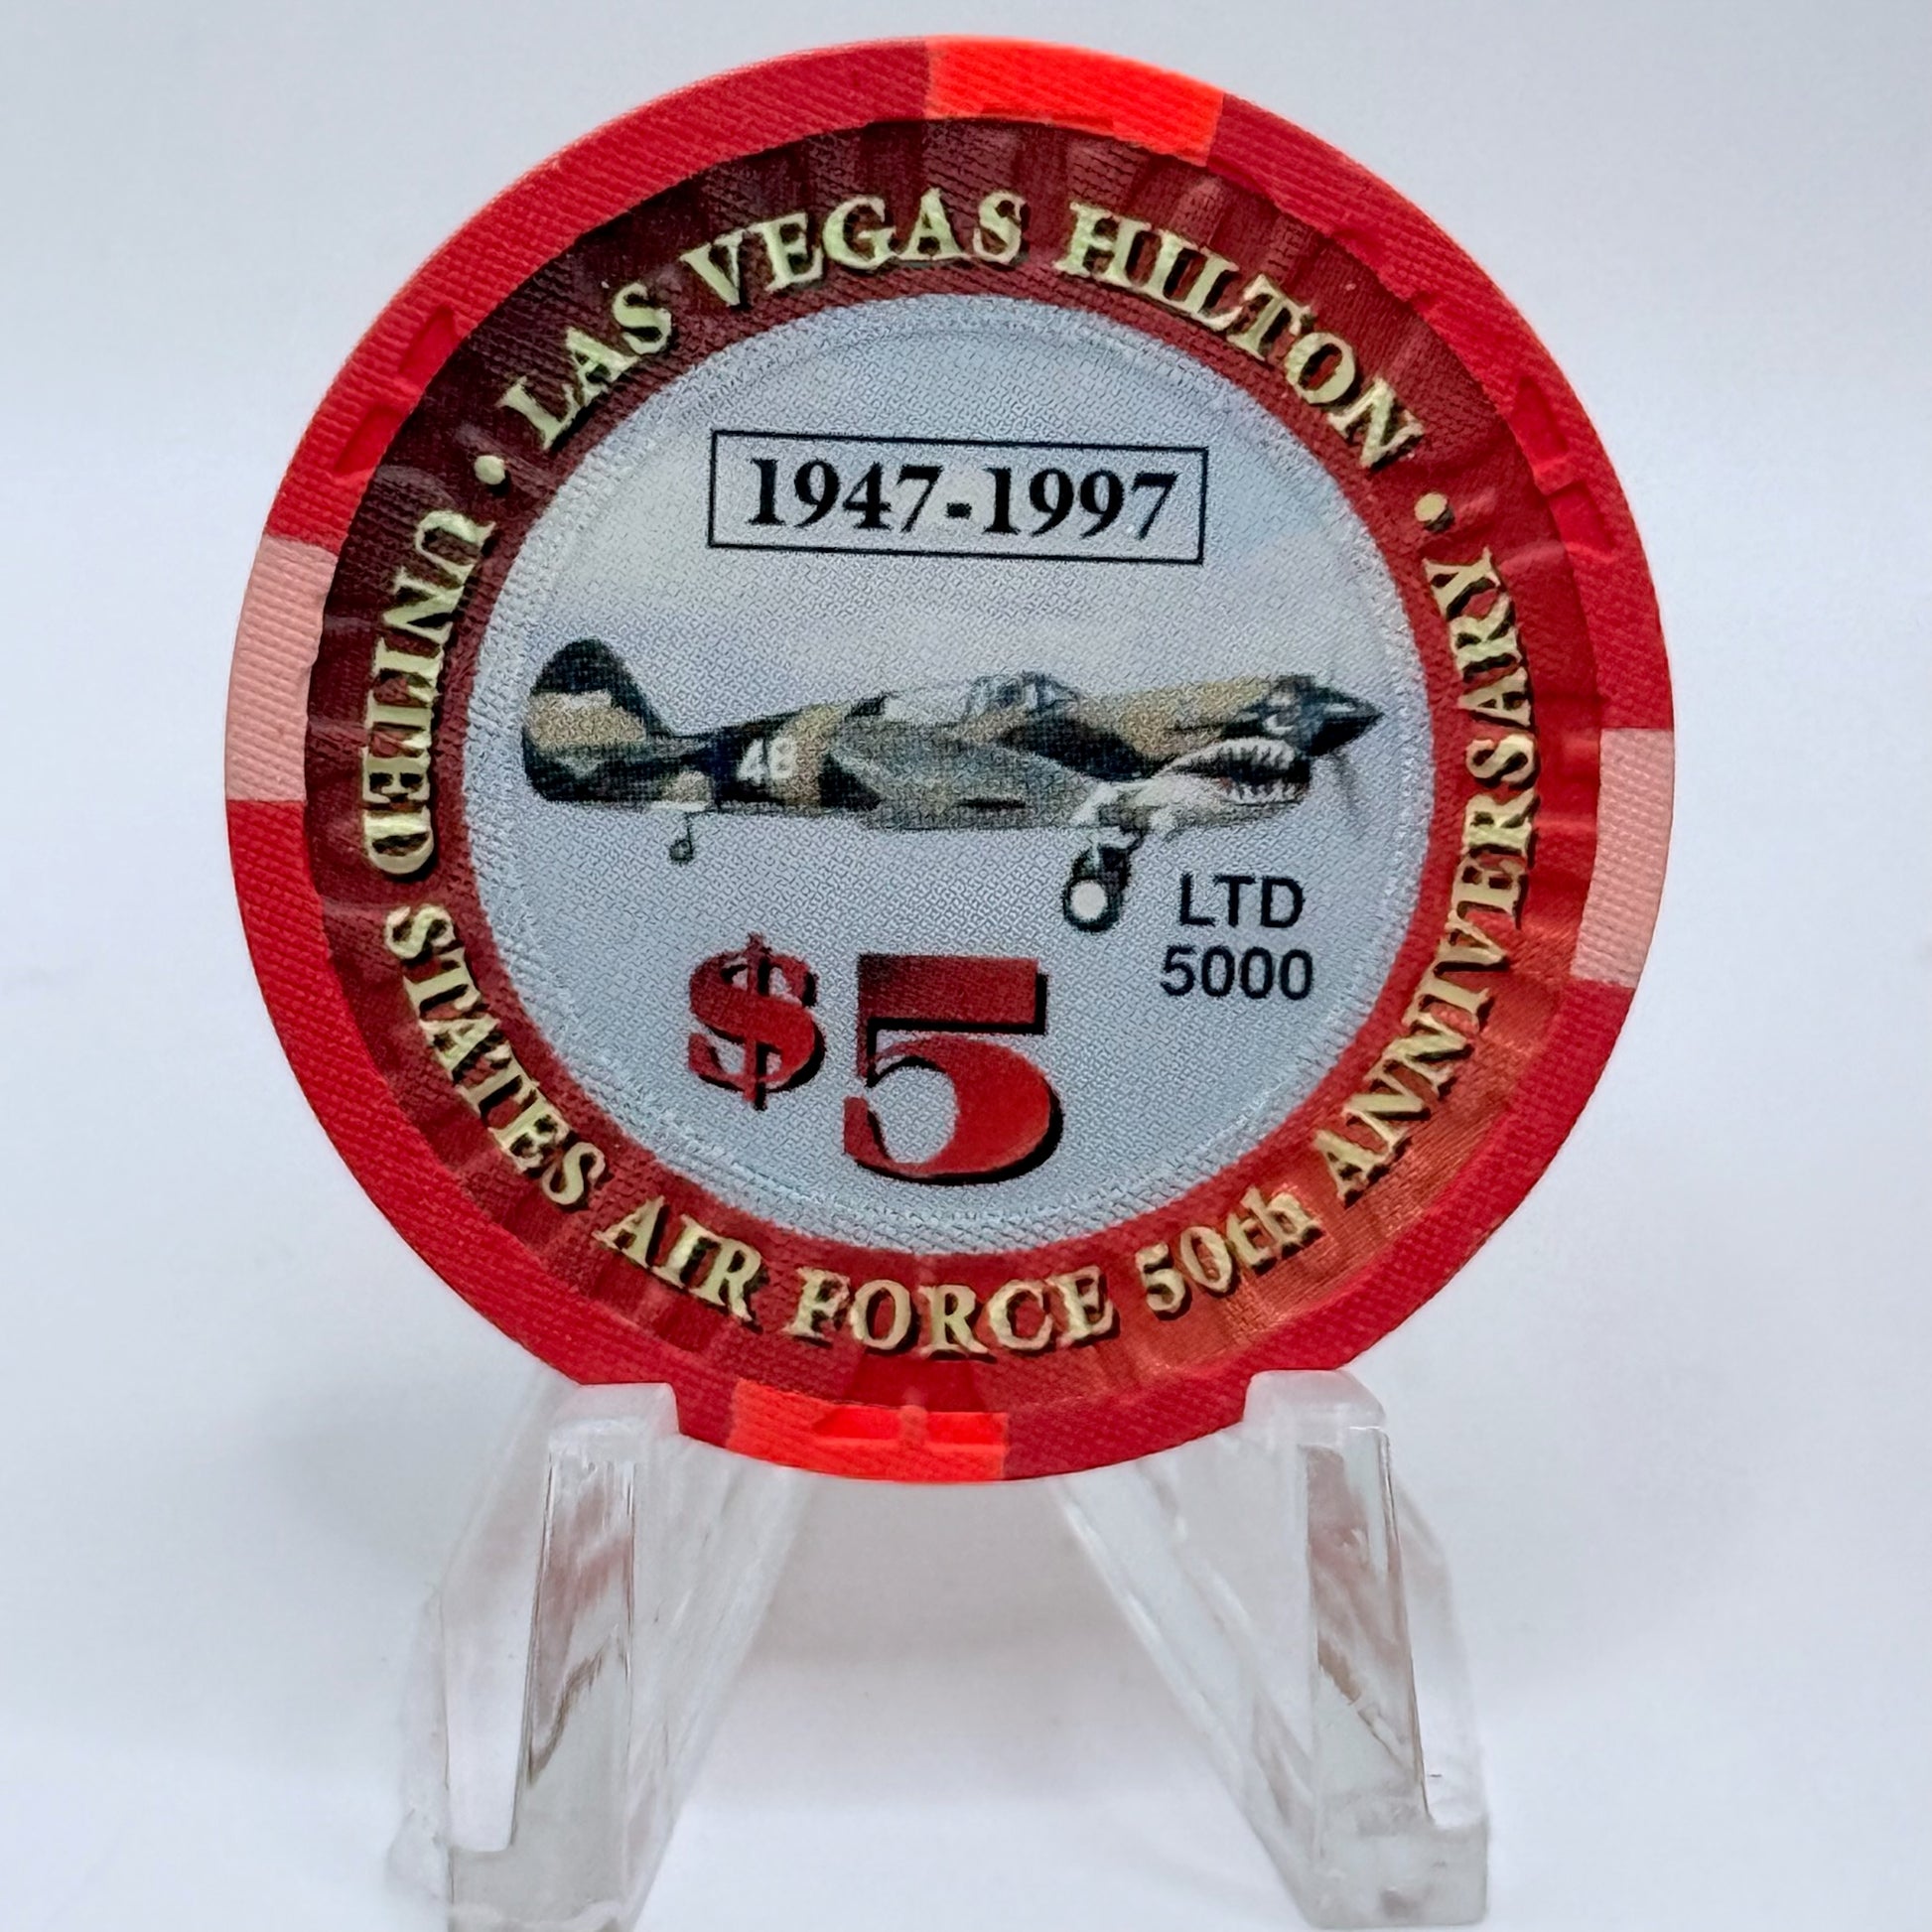 LAS VEGAS HILTON
1947-1997
48
LTD
5000
$5
• UNITED STATES AIR FORCE 50th ANNIVERSARY •